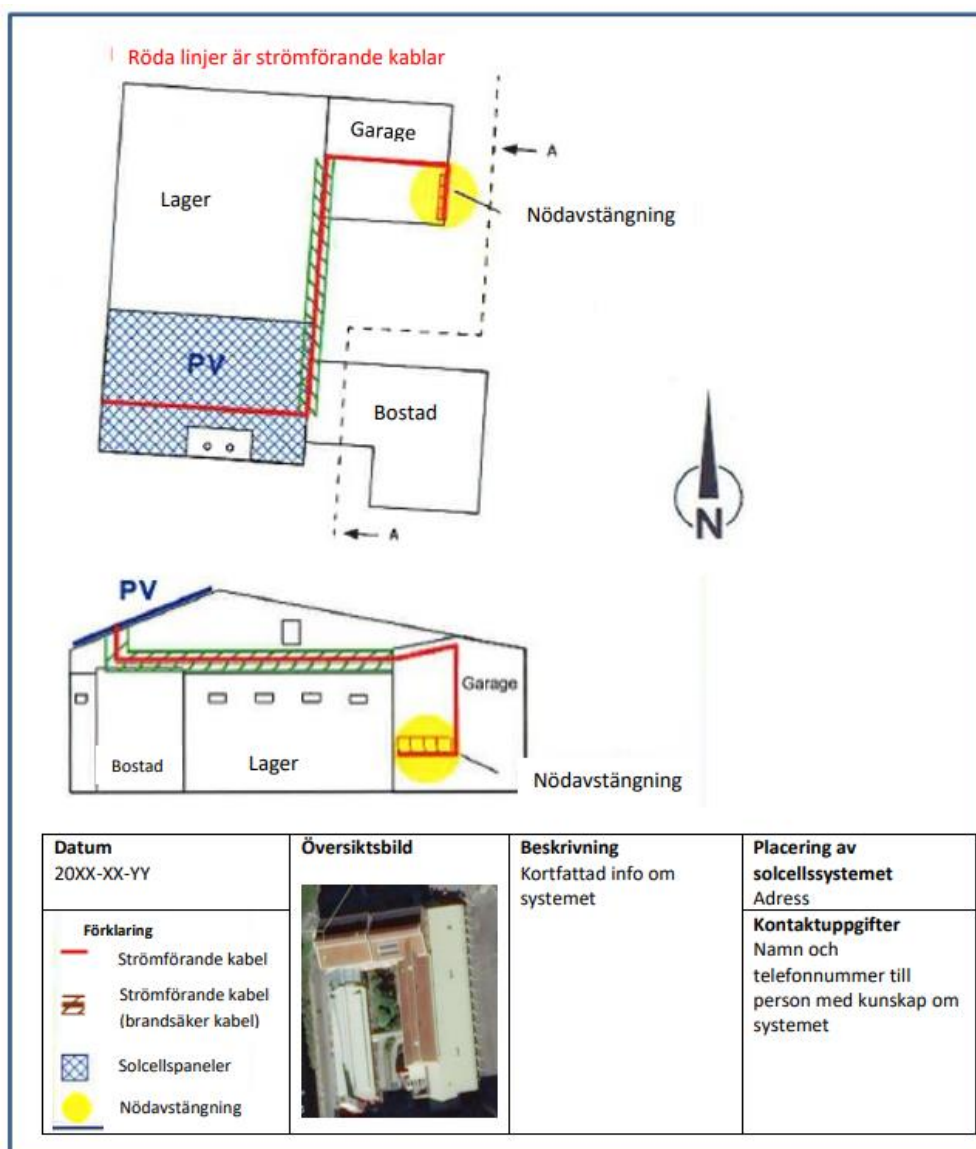 Röda linjer är strömförande kablar
Garage
A
Lager
Nödavstängning
PV
Bostad
A
N
PV
Garage
Bostad
Lager
Nödavstängning
Datum
20XX-XX-YY
Översiktsbild
Beskrivning
Kortfattad info om
systemet
Placering av
solcellssystemet
Adress
Förklaring
Strömförande kabel
Strömförande kabel
(brandsäker kabel)
Solcellspaneler
Nödavstängning
Kontaktuppgifter
Namn och
telefonnummer till
person med kunskap om
systemet